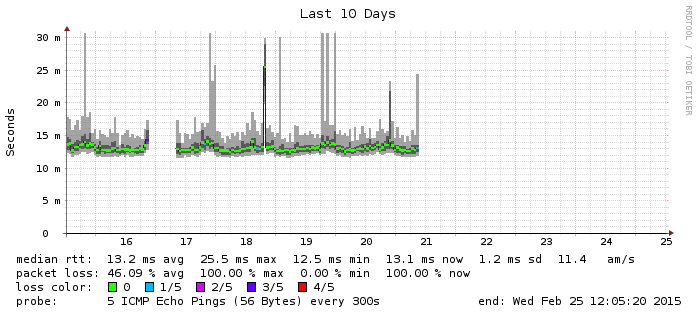 Last 10 Days
RRDTOOL / TOBI OETIKER
Seconds
30 m
25 m
20 m
15 m
10 m
5 m
0
16 17 18 19 20 21 22 23 24 25
median rtt: 13.2 ms avg 25.5 ms max 12.5 ms min 13.1 ms now 1.2 ms sd 11.4 am/s
packet loss: 46.09 % avg 100.00 % max 0.00 % min 100.00 % now
loss color: 0 1/5 2/5 3/5 4/5
probe: 5 ICMP Echo Pings (56 Bytes) every 300s end: Wed Feb 25 12:05:20 2015